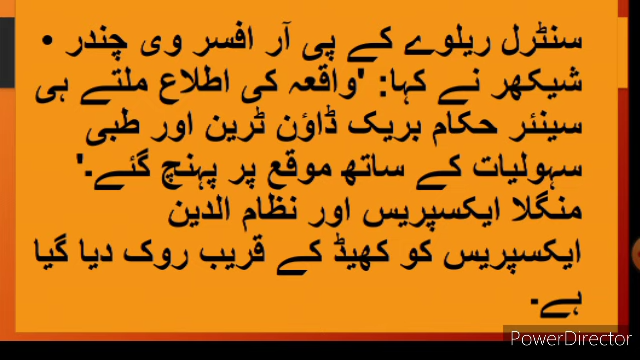 • سنٹرل ریلوے کے پی آر افسر وی چندر
شیکھر نے کہا: 'واقعہ کی اطلاع ملتے ہی
سینئر حکام بریک ڈاؤن ٹرین اور طبی
سہولیات کے ساتھ موقع پر پہنچ گئے۔'
منگلا ایکسپریس اور نظام الدین
ایکسپریس کو کھیڈ کے قریب روک دیا گیا
ہے۔
PowerDirector